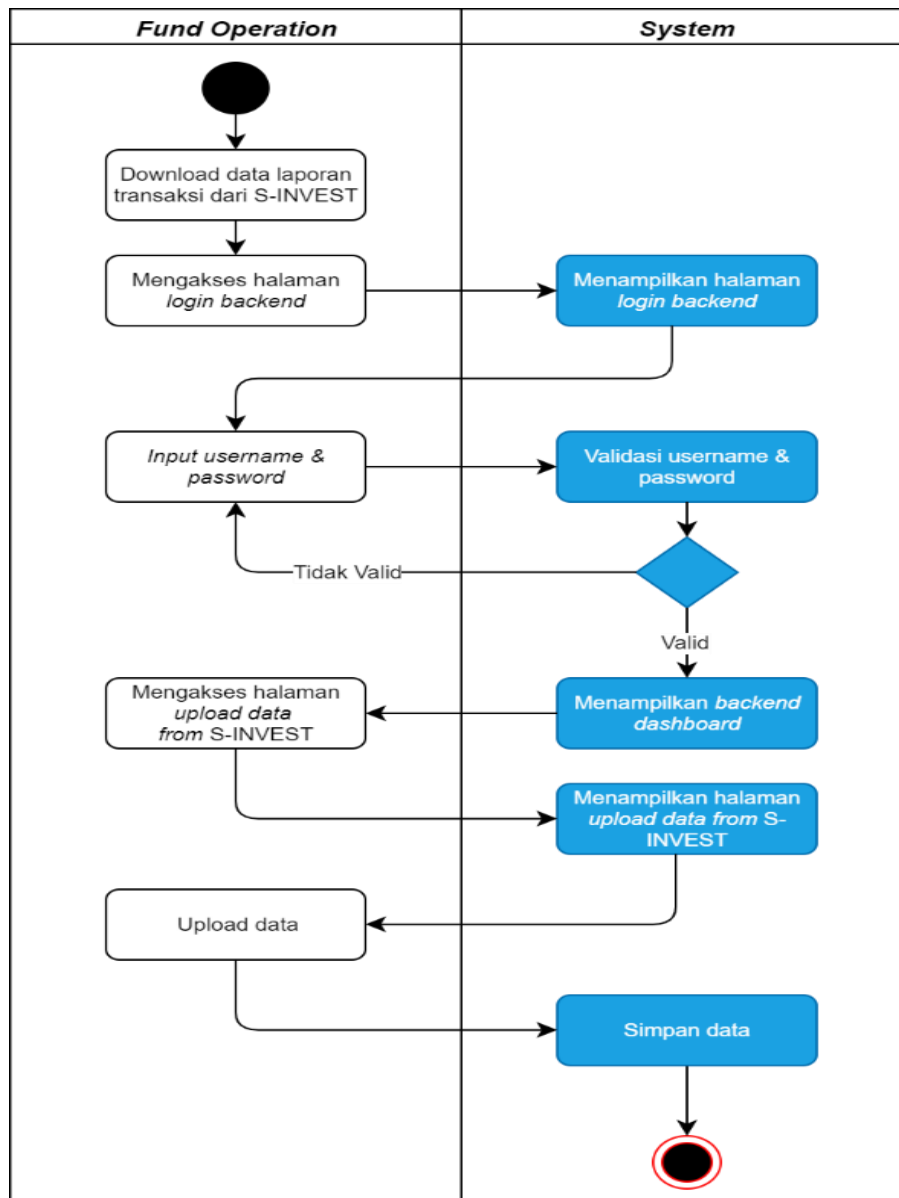 Fund Operation
System
Download data laporan
transaksi dari S-INVEST
Mengakses halaman
login backend
Menampilkan halaman
login backend
Input username &
password
Validasi username &
password
Tidak Valid
Valid
Mengakses halaman
upload data
from S-INVEST
Menampilkan backend
dashboard
Menampilkan halaman
upload data from S-
INVEST
Upload data
Simpan data